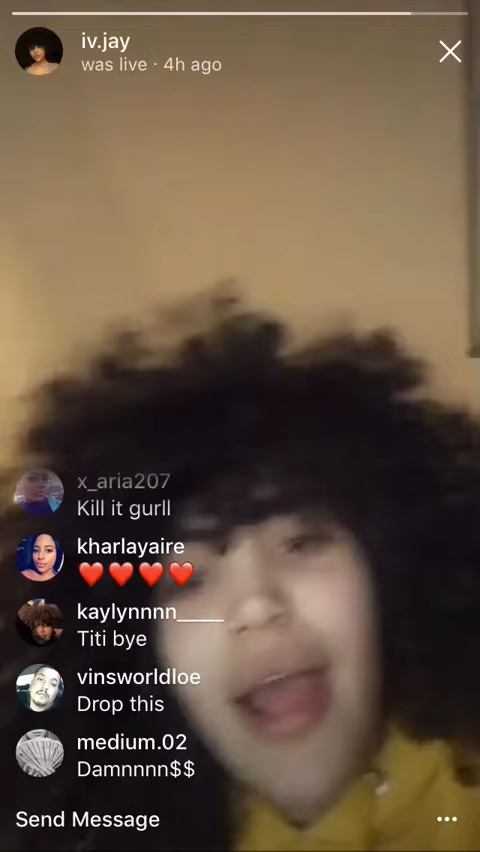 iv.jay
was live · 4h ago
x_aria207
Kill it gurll
kharlayaire
❤️❤️❤️❤️
kaylynnnn_____
Titi bye
vinsworldloe
Drop this
medium.02
Damnnnn$$
Send Message